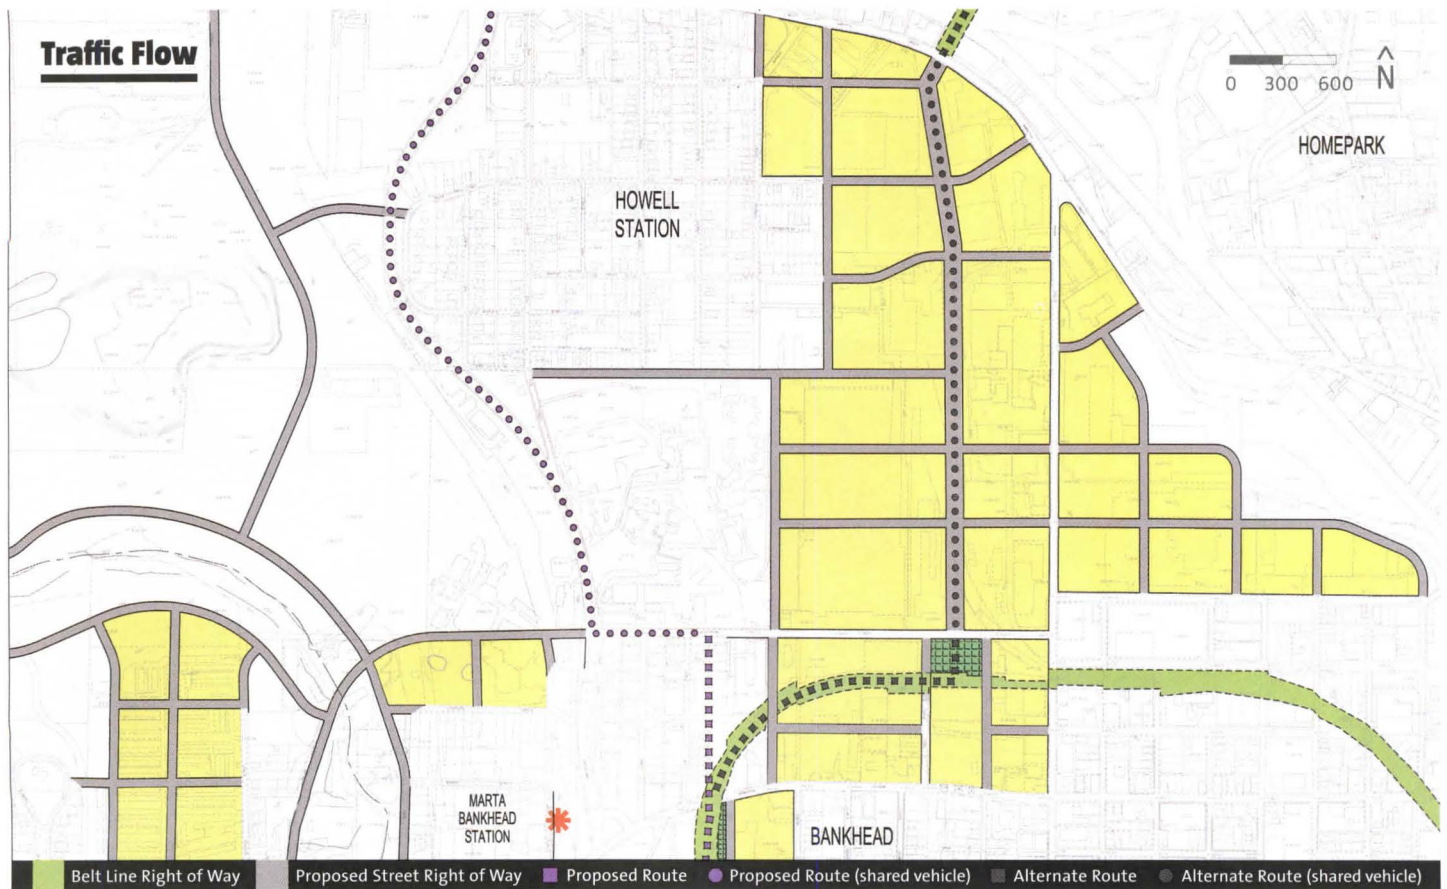 Traffic Flow
0 300 600 N
HOMEPARK
HOWELL
STATION
MARTA
BANKHEAD
STATION
BANKHEAD
Belt Line Right of Way Proposed Street Right of Way Proposed Route Proposed Route (shared vehicle) Alternate Route Alternate Route (shared vehicle)